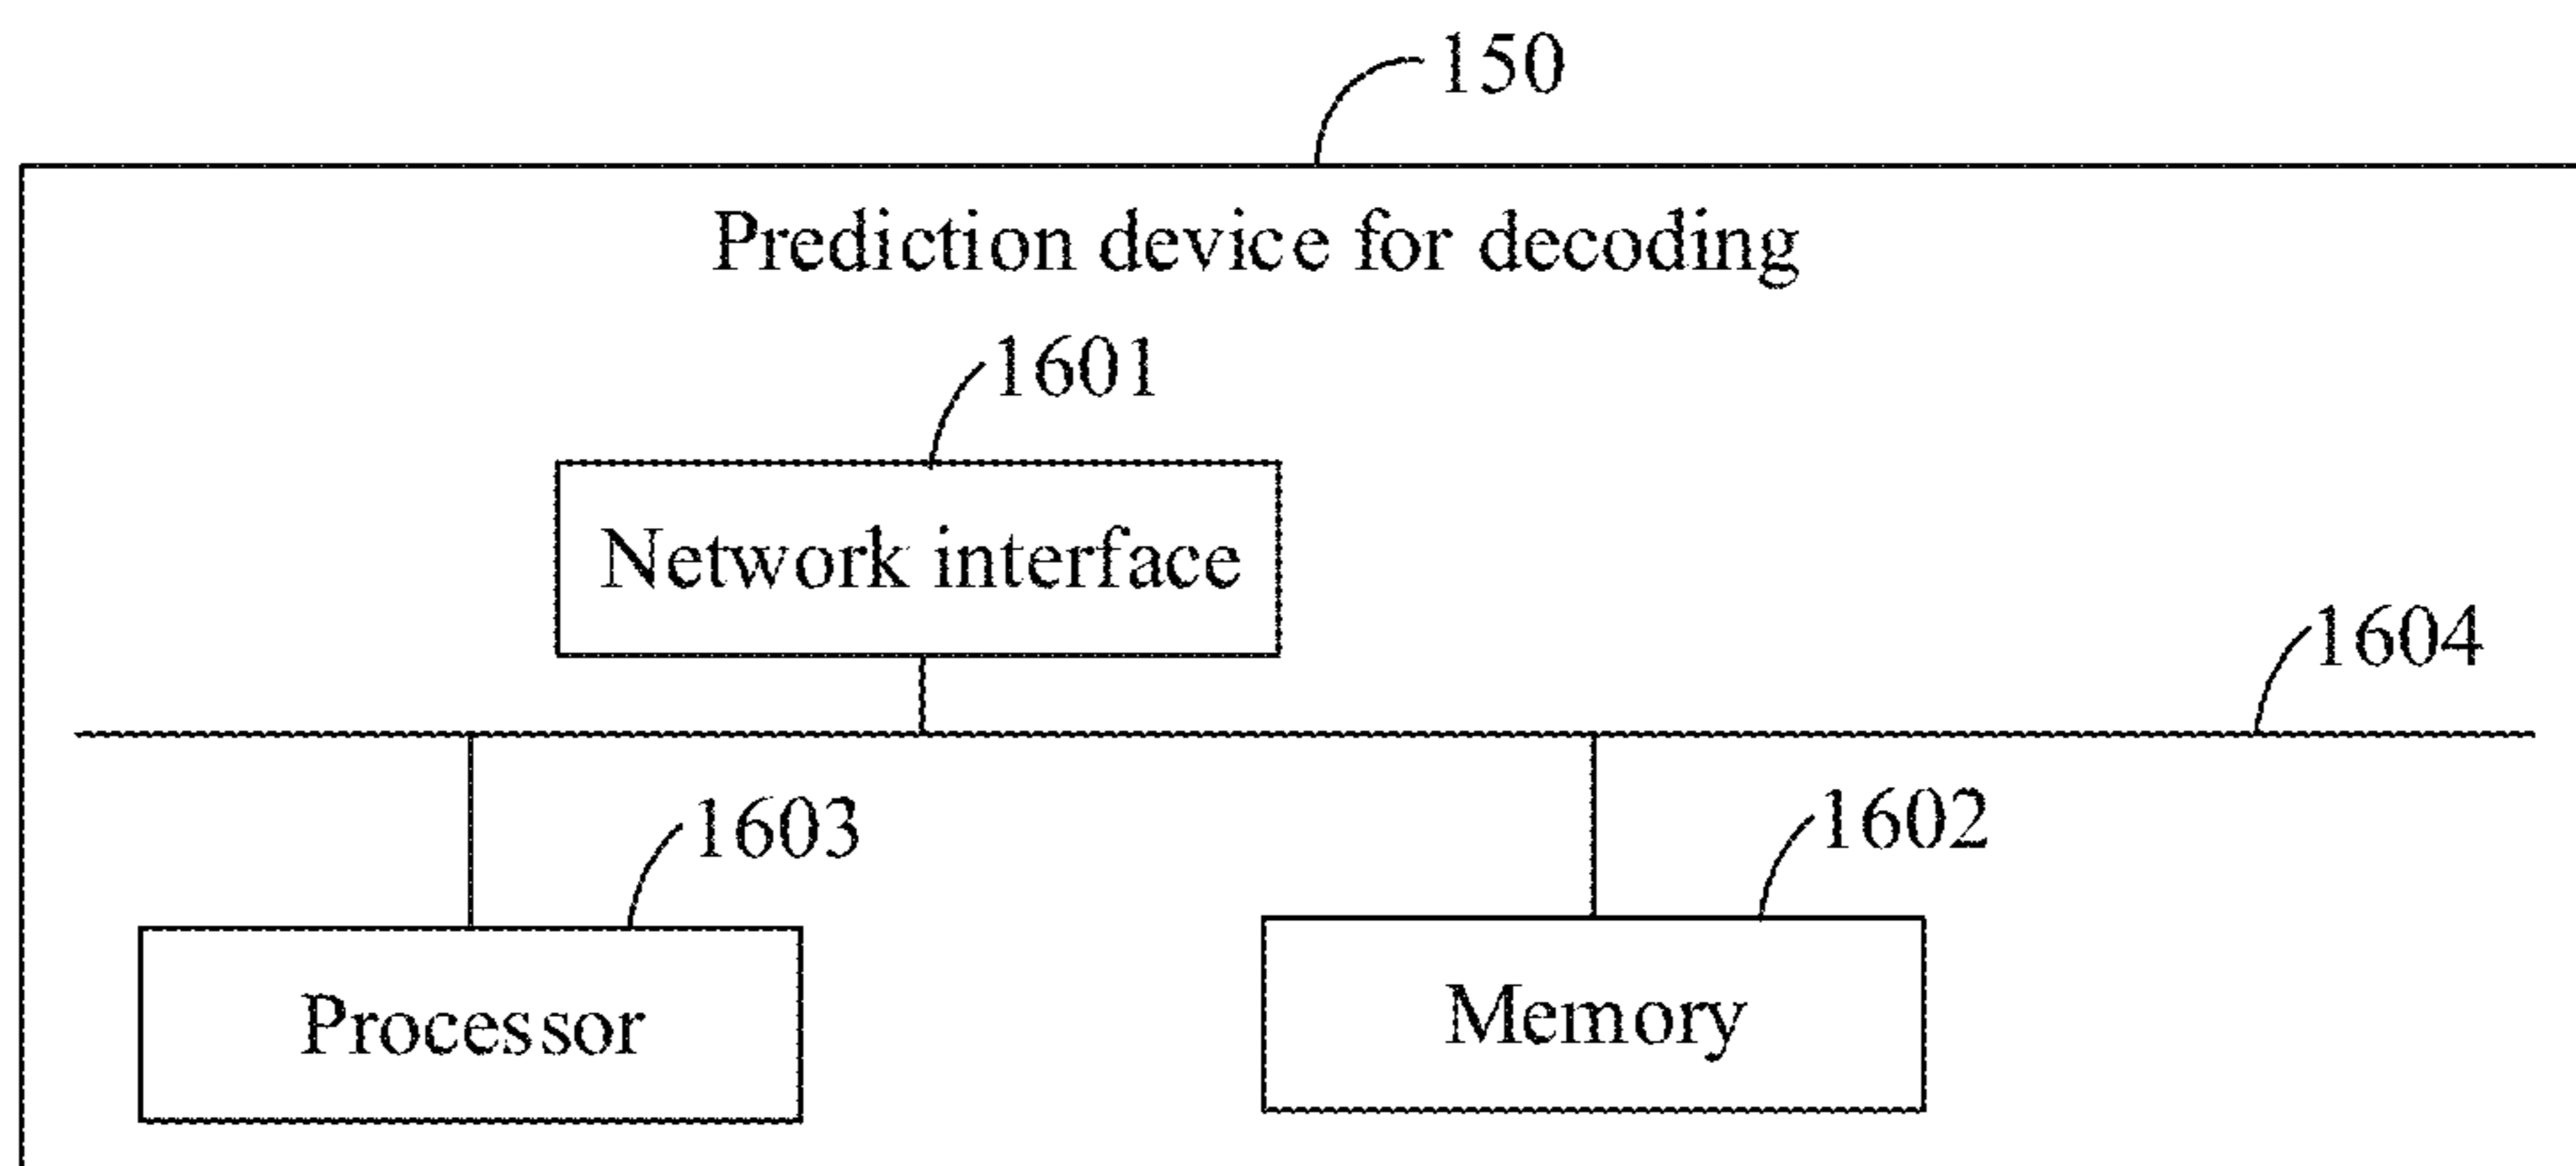 150
Prediction device for decoding
1601
Network interface
1604
1603
1602
Processor
Memory